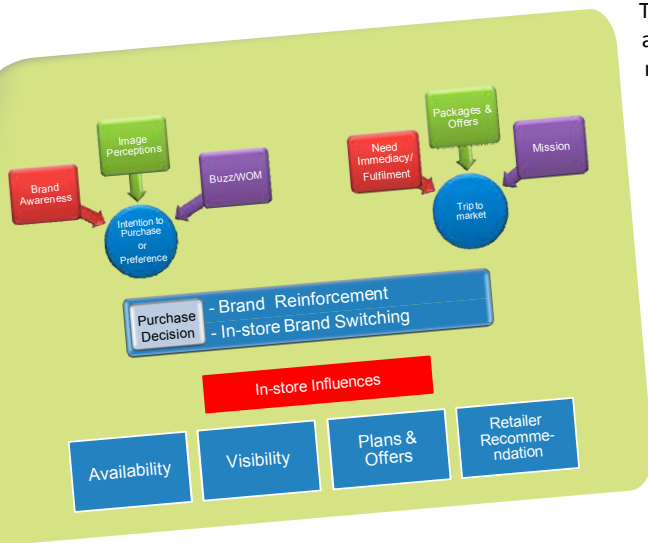 Image
Perceptions
Brand
Awareness
Buzz/WOM
Intention to
Purchase
or
Preference
Packages &
Offers
Need
Immediacy/
Fulfilment
Mission
Trip to
market
Purchase
Decision
- Brand Reinforcement
- In-store Brand Switching
In-store Influences
Availability
Visibility
Plans &
Offers
Retailer
Recomme-
ndation